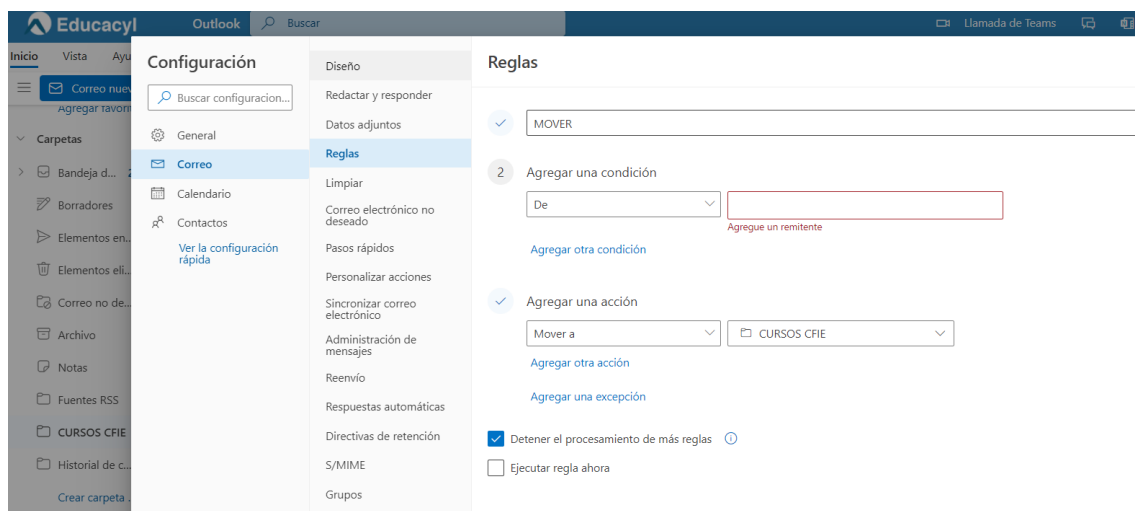 Educacyl
Outlook
Buscar
Llamada de Teams
Inicio
Vista
Ayu
Correo nuev
Agregar favorit
Carpetas
Bandeja d... 2
Borradores
Elementos en...
Elementos eli...
Correo no de...
Archivo
Notas
Fuentes RSS
CURSOS CFIE
Historial de c...
Crear carpeta
Configuración
Buscar configuracion...
General
Correo
Calendario
Contactos
Ver la configuración
rápida
Diseño
Redactar y responder
Datos adjuntos
Reglas
Limpiar
Correo electrónico no
deseado
Pasos rápidos
Personalizar acciones
Sincronizar correo
electrónico
Administración de
mensajes
Reenvío
Respuestas automáticas
Directivas de retención
S/MIME
Grupos
Reglas
MOVER
2 Agregar una condición
De
Agregue un remitente
Agregar otra condición
Agregar una acción
Mover a
CURSOS CFIE
Agregar otra acción
Agregar una excepción
Detener el procesamiento de más reglas
Ejecutar regla ahora